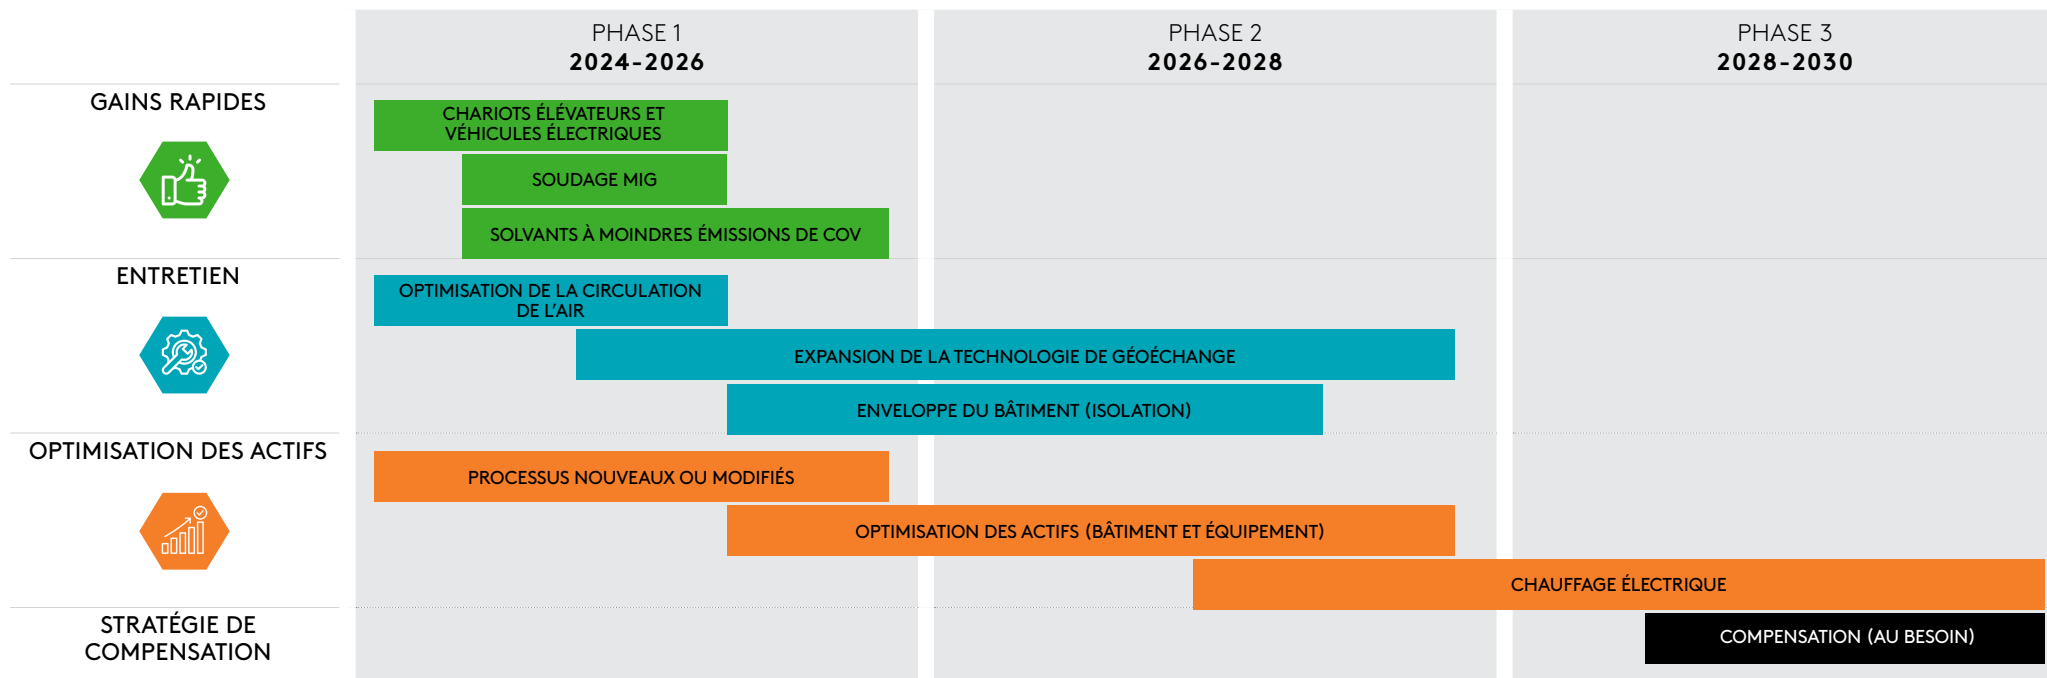 PHASE 1
2024-2026
PHASE 2
2026-2028
PHASE 3
2028-2030
GAINS RAPIDES
CHARIOTS ÉLÉVATEURS ET
VÉHICULES ÉLECTRIQUES
SOUDAGE MIG
SOLVANTS À MOINDRES ÉMISSIONS DE COV
ENTRETIEN
OPTIMISATION DE LA CIRCULATION
DE L'AIR
EXPANSION DE LA TECHNOLOGIE DE GÉOÉCHANGE
ENVELOPPE DU BÂTIMENT (ISOLATION)
OPTIMISATION DES ACTIFS
PROCESSUS NOUVEAUX OU MODIFIÉS
OPTIMISATION DES ACTIFS (BÂTIMENT ET ÉQUIPEMENT)
CHAUFFAGE ÉLECTRIQUE
STRATÉGIE DE
COMPENSATION
COMPENSATION (AU BESOIN)